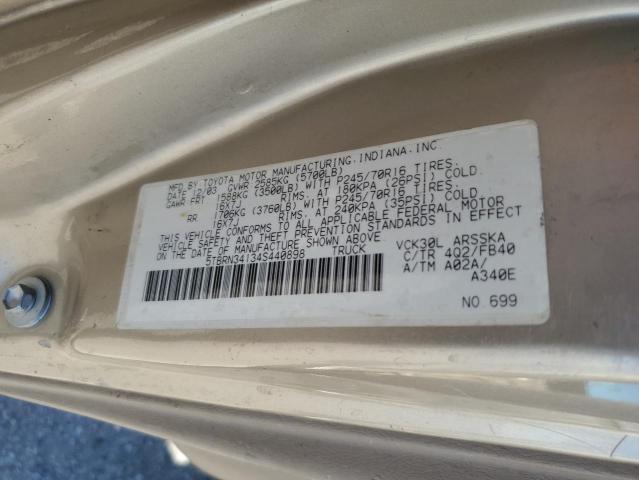 MFD.BY:TOYOTA MOTOR MANUFACTURING,INDIANA,INC.
DATE 12/03 GVWR 2585KG (5700LB)
GAWR FRT 1588KG (3500LB) WITH P245/70R16 TIRES.
16X7J RIMS, AT 180KPA (26PSI) COLD.
RR. 1706KG (3760LB) WITH P245/70R16 TIRES.
16X7J RIMS, AT 240KPA (35PSI) COLD.
THIS VEHICLE CONFORMS TO ALL APPLICABLE FEDERAL MOTOR
VEHICLE SAFETY AND THEFT PREVENTION STANDARDS IN EFFECT
ON THE DATE OF MANUFACTURE SHOWN ABOVE.
5TBRN34134S440898 TRUCK
VCK30L ARSSKA
C/TR 4Q2/FB40
A/TM A02A/
A340E
NO.699